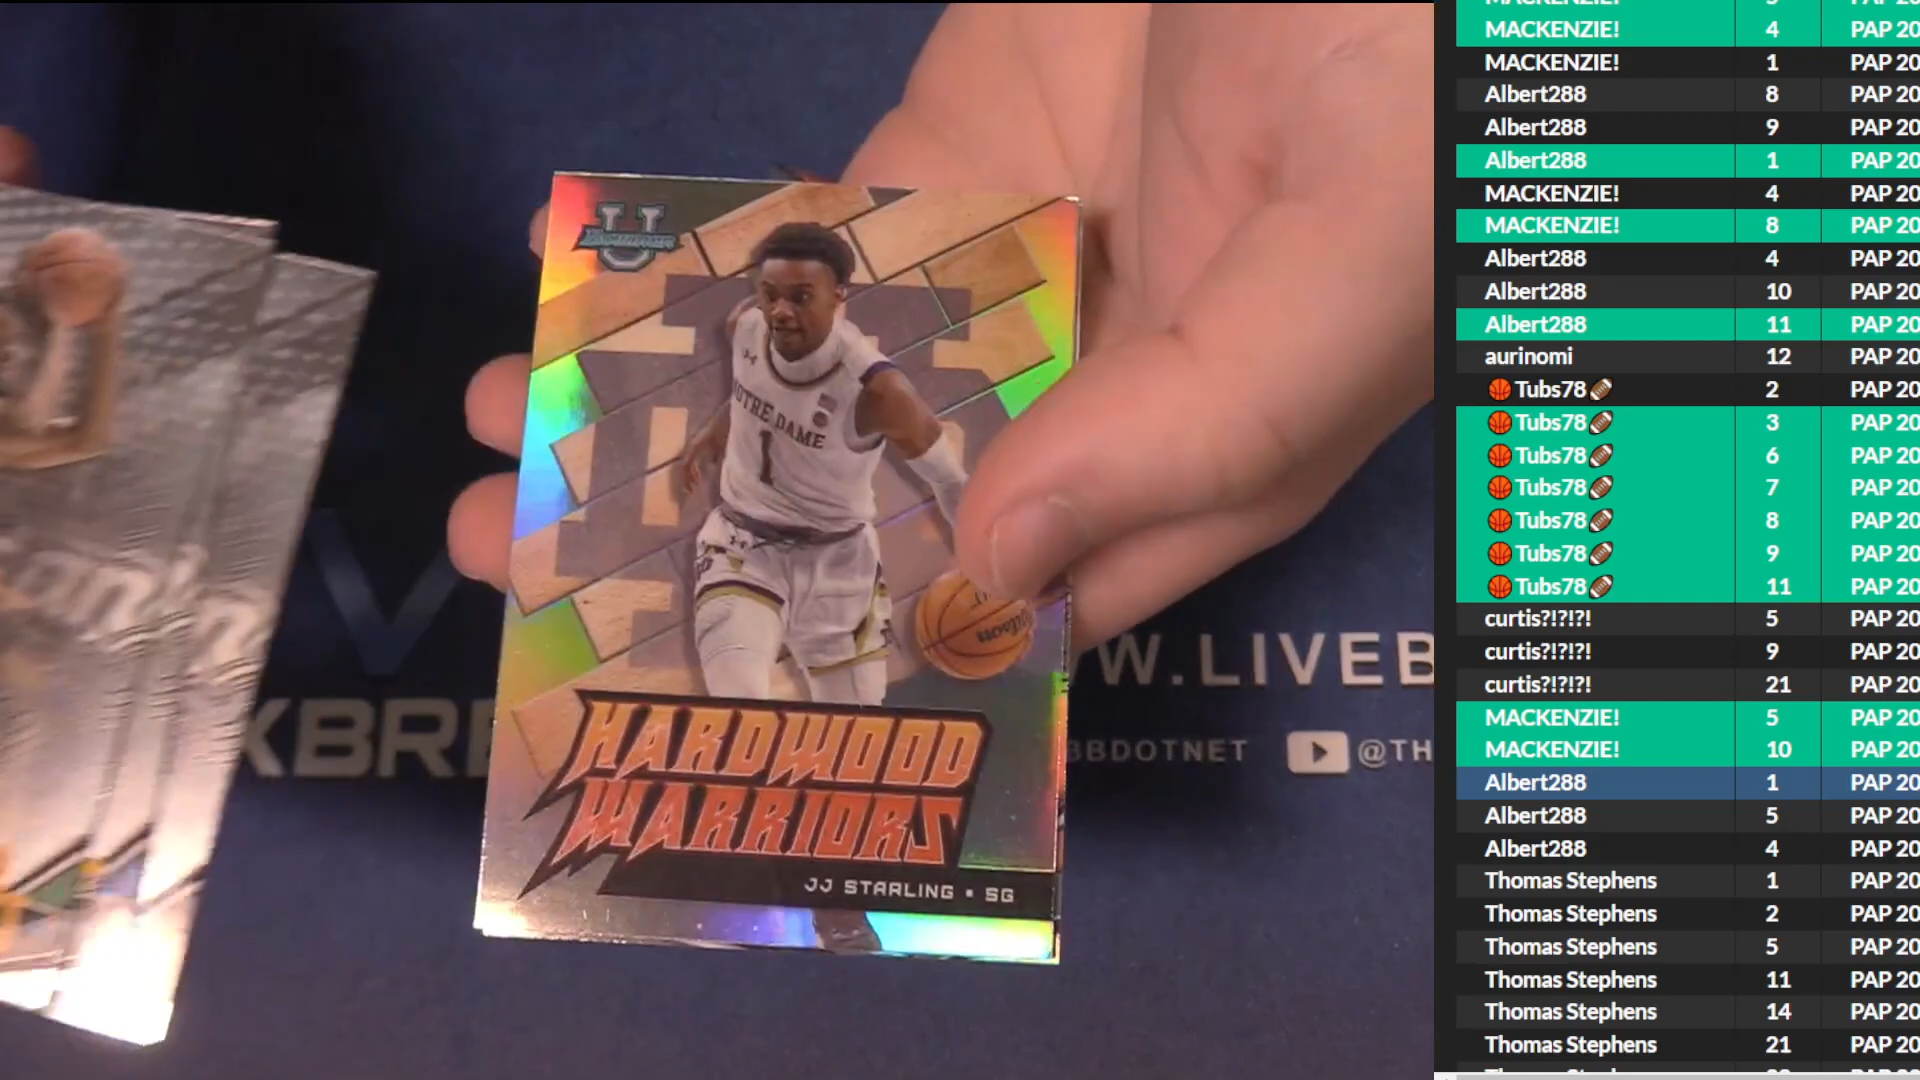 U
NOTRE DAME
1
Wilson
HARDWOOD
WARRIORS
JJ STARLING • SG
XBRE
W.LIVEB
BBDOTNET
@TH
MACKENZIE! 4 PAP 20
MACKENZIE! 1 PAP 20
Albert288 8 PAP 20
Albert288 9 PAP 20
Albert288 1 PAP 20
MACKENZIE! 4 PAP 20
MACKENZIE! 8 PAP 20
Albert288 4 PAP 20
Albert288 10 PAP 20
Albert288 11 PAP 20
aurinomi 12 PAP 20
🏀 Tubs78🏈 2 PAP 20
🏀 Tubs78🏈 3 PAP 20
🏀 Tubs78🏈 6 PAP 20
🏀 Tubs78🏈 7 PAP 20
🏀 Tubs78🏈 8 PAP 20
🏀 Tubs78🏈 9 PAP 20
🏀 Tubs78🏈 11 PAP 20
curtis?!?!?! 5 PAP 20
curtis?!?!?! 9 PAP 20
curtis?!?!?! 21 PAP 20
MACKENZIE! 5 PAP 20
MACKENZIE! 10 PAP 20
Albert288 1 PAP 20
Albert288 5 PAP 20
Albert288 4 PAP 20
Thomas Stephens 1 PAP 20
Thomas Stephens 2 PAP 20
Thomas Stephens 5 PAP 20
Thomas Stephens 11 PAP 20
Thomas Stephens 14 PAP 20
Thomas Stephens 21 PAP 20